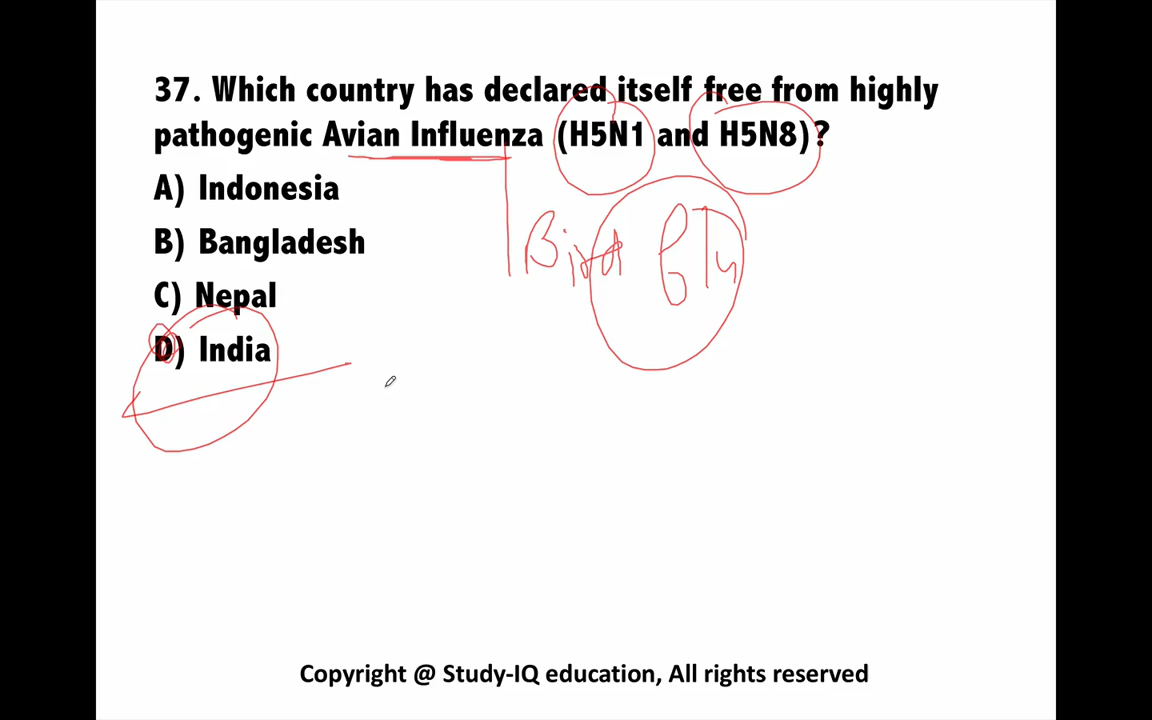 37. Which country has declared itself free from highly
pathogenic Avian Influenza (H5N1 and H5N8)?
A) Indonesia
Bird flu
B) Bangladesh
C) Nepal
D) India
Copyright @ Study-IQ education, All rights reserved